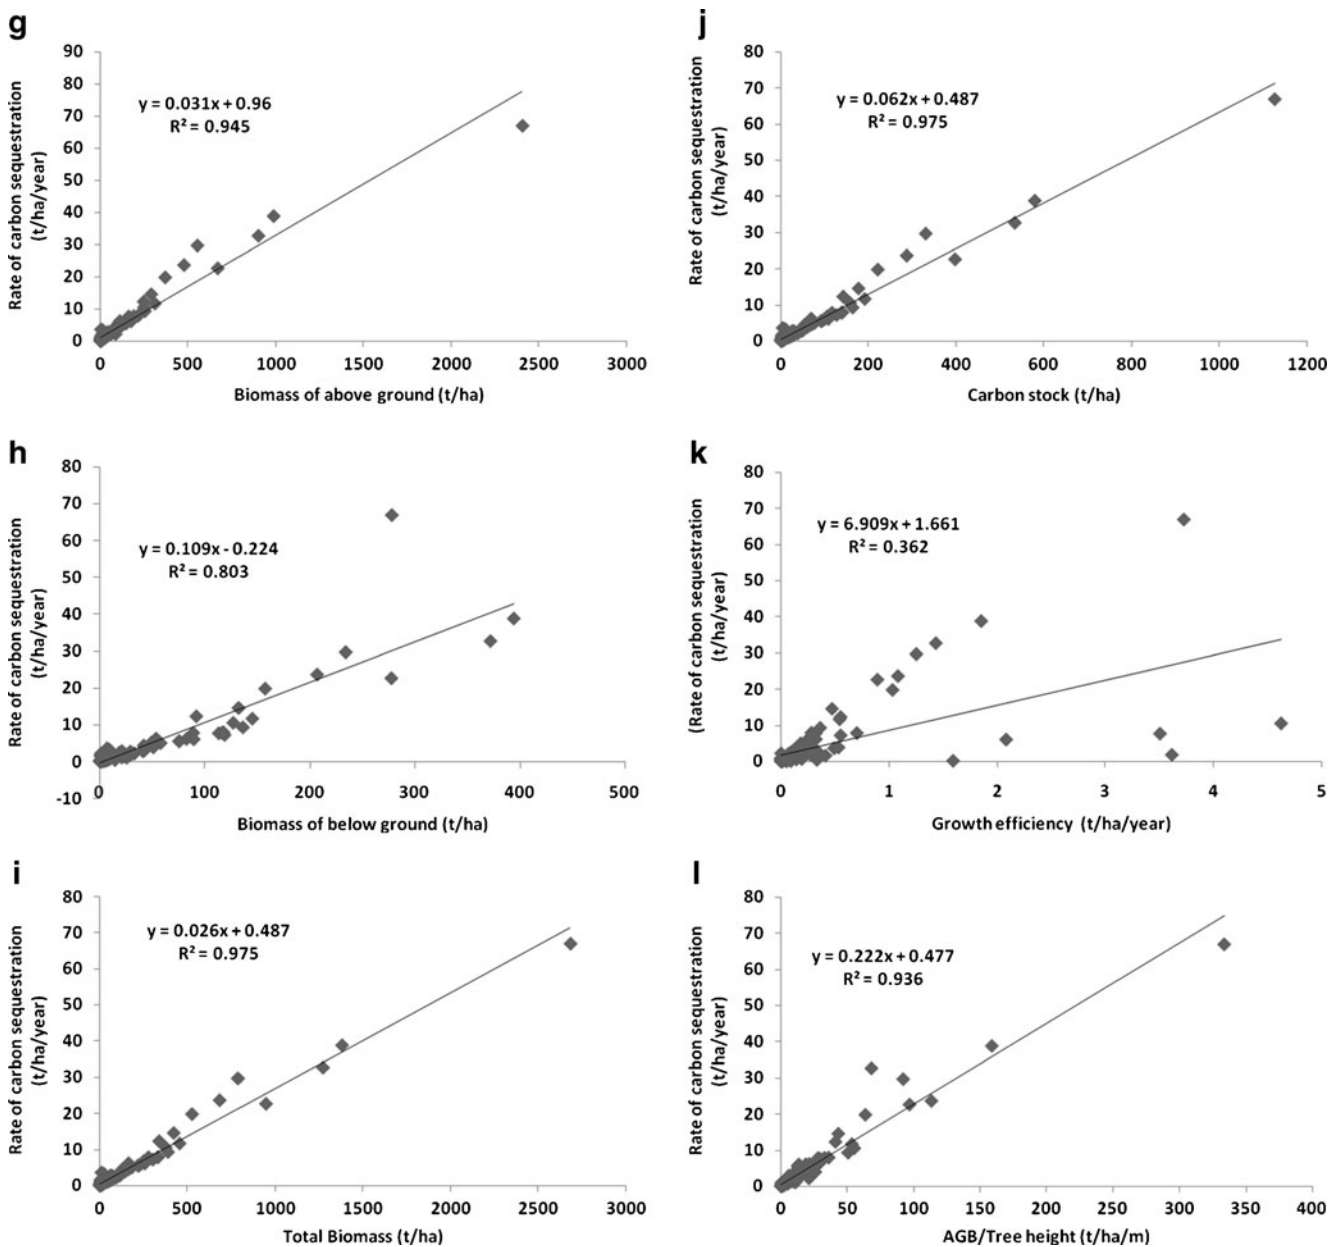 g
Rate of carbon sequestration
(t/ha/year)
90
80
70
60
50
40
30
20
10
0
y = 0.031x + 0.96
R² = 0.945
0 500 1000 1500 2000 2500 3000
Biomass of above ground (t/ha)
j
Rate of carbon sequestration
(t/ha/year)
80
70
60
50
40
30
20
10
0
y = 0.062x + 0.487
R² = 0.975
0 200 400 600 800 1000 1200
Carbon stock (t/ha)
h
Rate of carbon sequestration
(t/ha/year)
80
70
60
50
40
30
20
10
0
-10
y = 0.109x - 0.224
R² = 0.803
0 100 200 300 400 500
Biomass of below ground (t/ha)
k
(Rate of carbon sequestration
(t/ha/year)
80
70
60
50
40
30
20
10
0
y = 6.909x + 1.661
R² = 0.362
0 1 2 3 4 5
Growth efficiency (t/ha/year)
i
Rate of carbon sequestration
(t/ha/year)
80
70
60
50
40
30
20
10
0
y = 0.026x + 0.487
R² = 0.975
0 500 1000 1500 2000 2500 3000
Total Biomass (t/ha)
l
Rate of carbon sequestration
(t/ha/year)
80
70
60
50
40
30
20
10
0
y = 0.222x + 0.477
R² = 0.936
0 50 100 150 200 250 300 350 400
AGB/Tree height (t/ha/m)